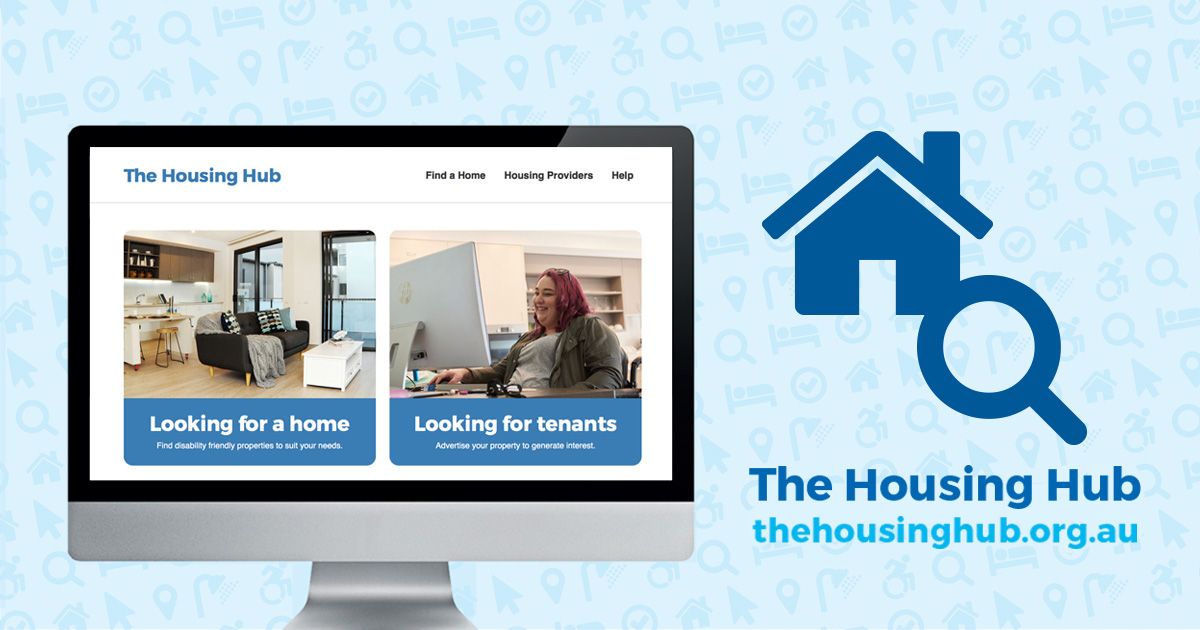 The Housing Hub
Find a Home Housing Providers Help
Looking for a home
Find disability friendly properties to suit your needs.
Looking for tenants
Advertise your property to generate interest.
The Housing Hub
thehousinghub.org.au